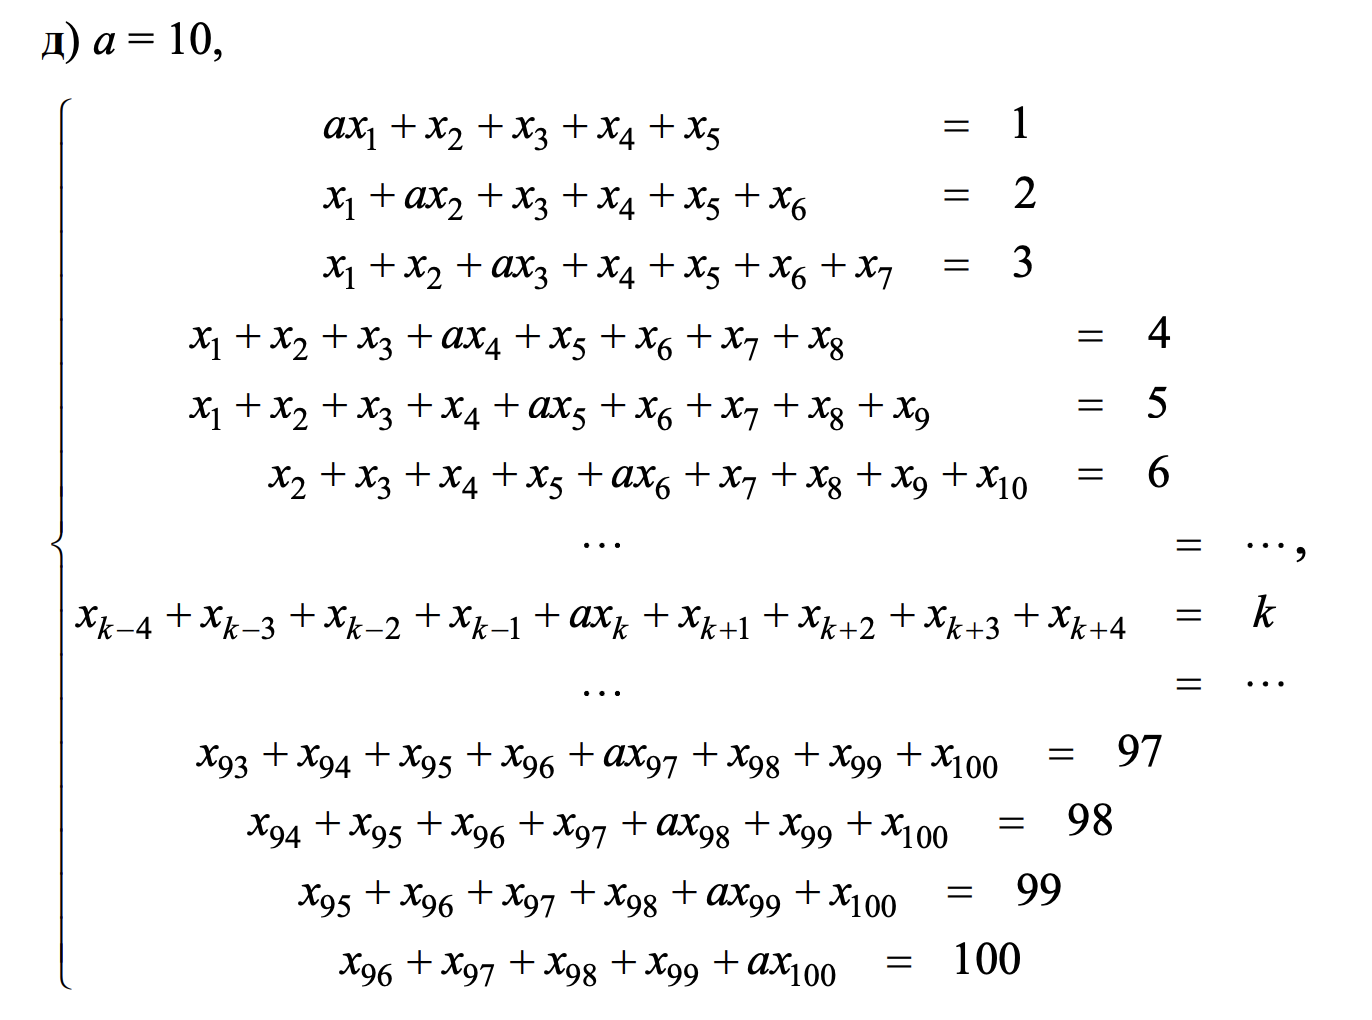 д) a = 10,
ax₁ + x₂ + x₃ + x₄ + x₅ = 1
x₁ + ax₂ + x₃ + x₄ + x₅ + x₆ = 2
x₁ + x₂ + ax₃ + x₄ + x₅ + x₆ + x₇ = 3
x₁ + x₂ + x₃ + ax₄ + x₅ + x₆ + x₇ + x₈ = 4
x₁ + x₂ + x₃ + x₄ + ax₅ + x₆ + x₇ + x₈ + x₉ = 5
x₂ + x₃ + x₄ + x₅ + ax₆ + x₇ + x₈ + x₉ + x₁₀ = 6
⋯ = ⋯,
xₖ₋₄ + xₖ₋₃ + xₖ₋₂ + xₖ₋₁ + axₖ + xₖ₊₁ + xₖ₊₂ + xₖ₊₃ + xₖ₊₄ = k
... = ⋯
x₉₃ + x₉₄ + x₉₅ + x₉₆ + ax₉₇ + x₉₈ + x₉₉ + x₁₀₀ = 97
x₉₄ + x₉₅ + x₉₆ + x₉₇ + ax₉₈ + x₉₉ + x₁₀₀ = 98
x₉₅ + x₉₆ + x₉₇ + x₉₈ + ax₉₉ + x₁₀₀ = 99
x₉₆ + x₉₇ + x₉₈ + x₉₉ + ax₁₀₀ = 100